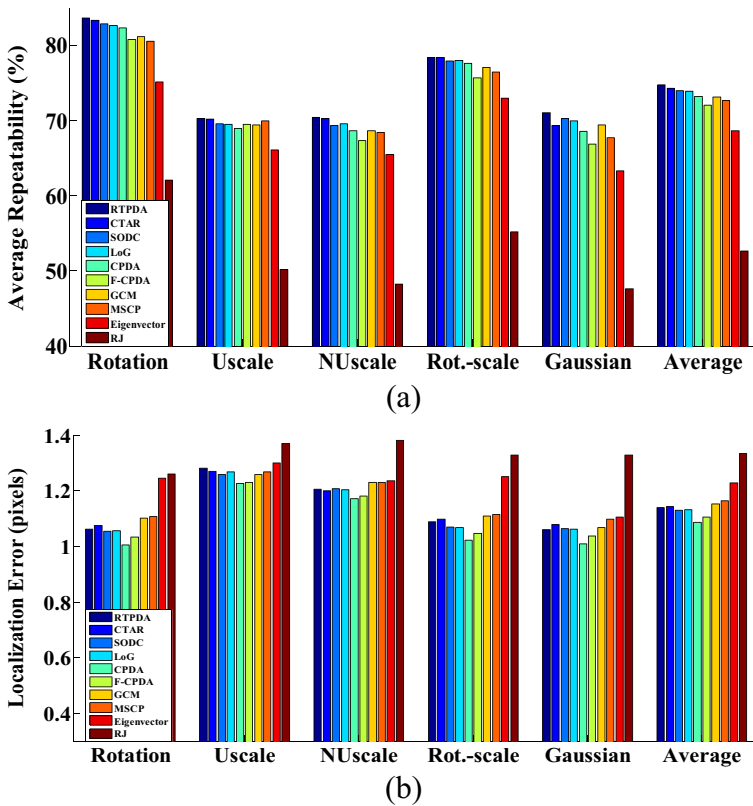 Average Repeatability (%)
80
70
60
50
40
RTPDA
CTAR
SODC
LoG
CPDA
F-CPDA
GCM
MSCP
Eigenvector
RJ
Rotation Uscale NUscale Rot.-scale Gaussian Average
(a)
Localization Error (pixels)
1.4
1.2
1
0.8
0.6
0.4
RTPDA
CTAR
SODC
LoG
CPDA
F-CPDA
GCM
MSCP
Eigenvector
RJ
Rotation Uscale NUscale Rot.-scale Gaussian Average
(b)